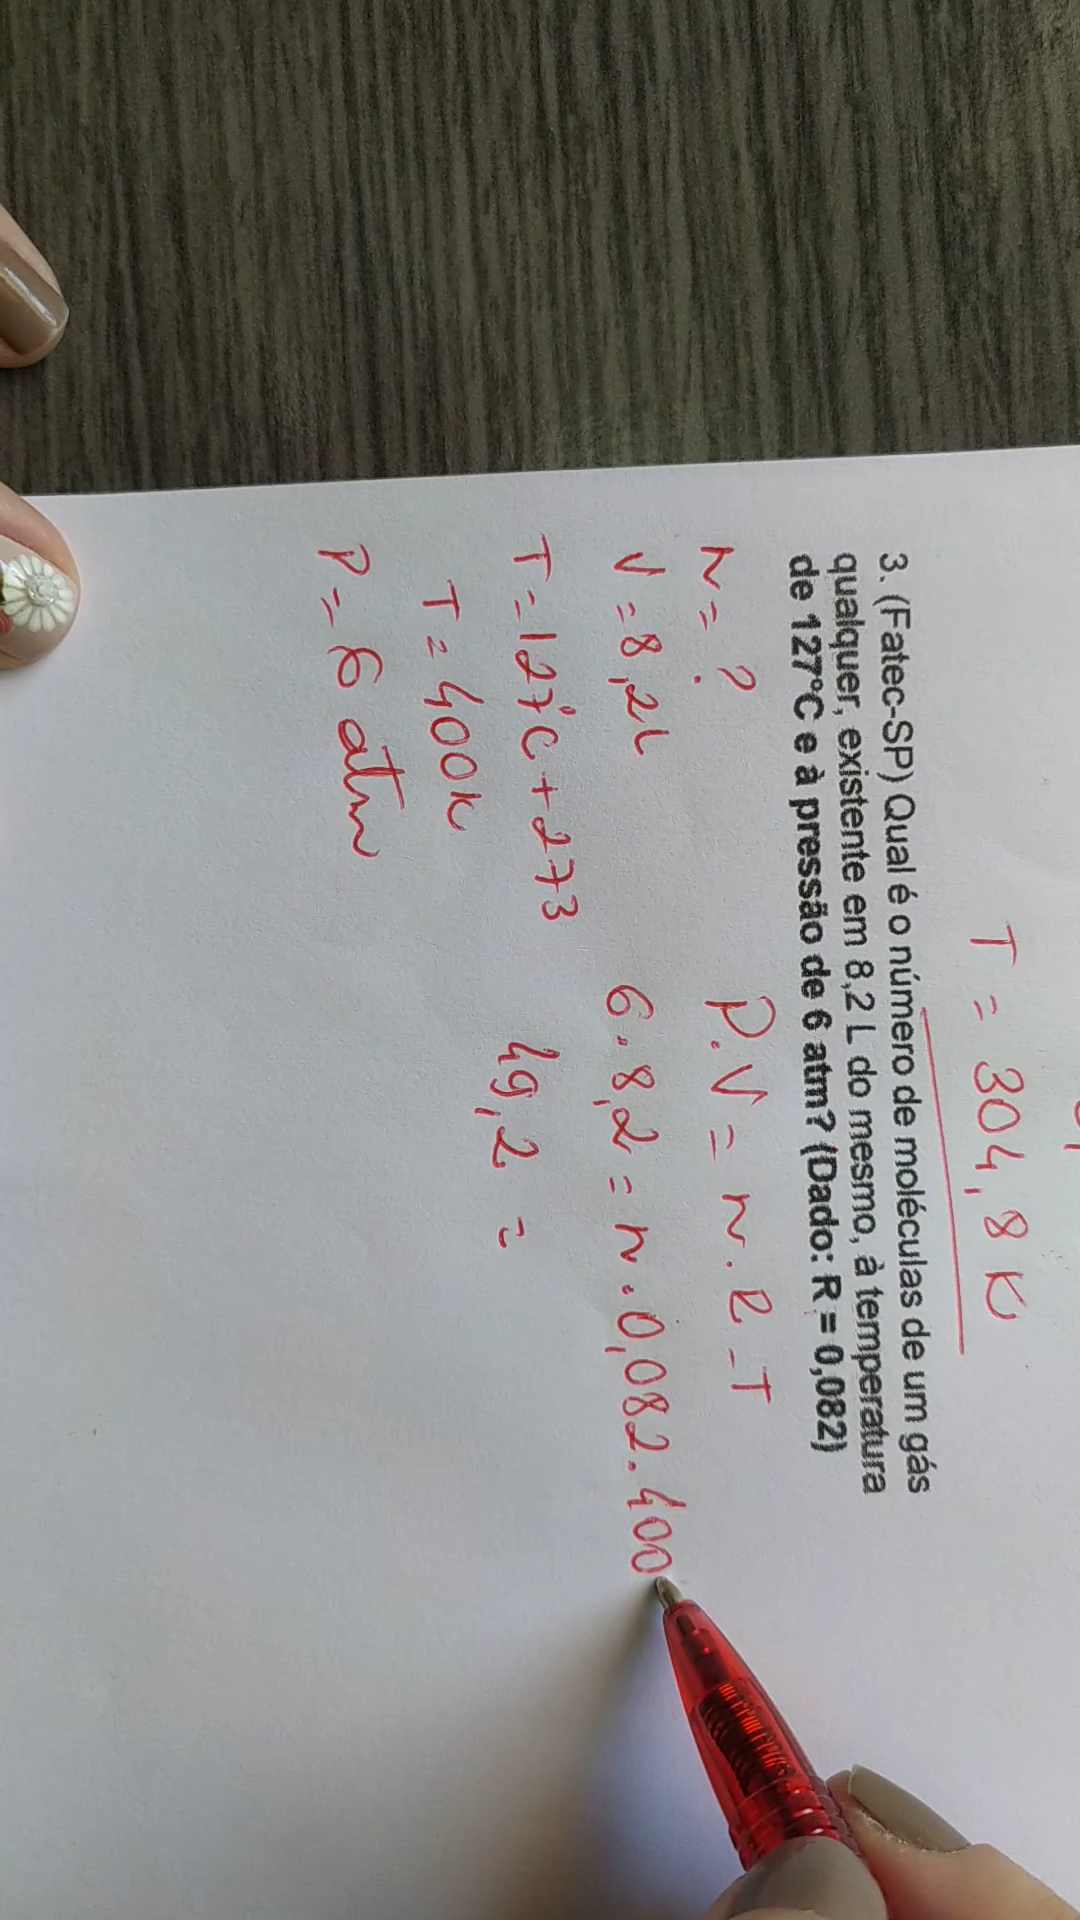 T = 304,8 K
3. (Fatec-SP) Qual é o número de moléculas de um gás
qualquer, existente em 8,2 L do mesmo, à temperatura
de 127°C e à pressão de 6 atm? (Dado: R = 0,082)
n = ?
P.V = n.R.T
V = 8,2L
6.8,2 = n.0,082.400
T = 127°C + 273
49,2 =
T = 400K
P = 6 atm